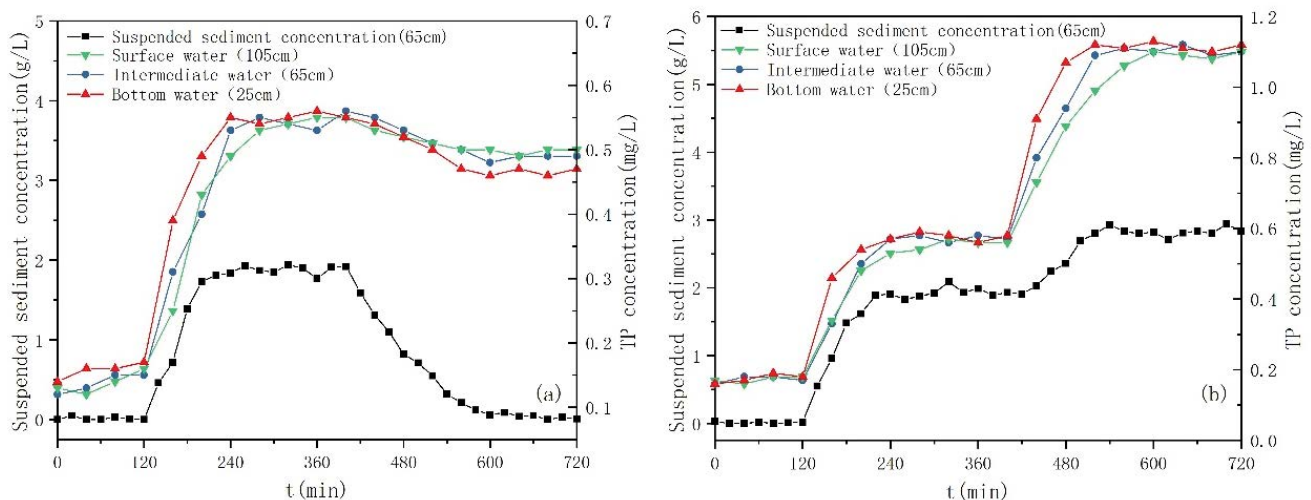 Suspended sediment concentration(65cm)
Surface water (105cm)
Intermediate water (65cm)
Bottom water (25cm)
Suspended sediment concentration(g/L)
5
4
3
2
1
0
TP concentration(mg/L)
0.7
0.6
0.5
0.4
0.3
0.2
0.1
(a)
0 120 240 360 480 600 720
t(min)
Suspended sediment concentration(65cm)
Surface water (105cm)
Intermediate water (65cm)
Bottom water (25cm)
Suspended sediment concentration(g/L)
6
5
4
3
2
1
0
TP concentration(mg/L)
1.2
1.0
0.8
0.6
0.4
0.2
0.0
(b)
0 120 240 360 480 600 720
t(min)